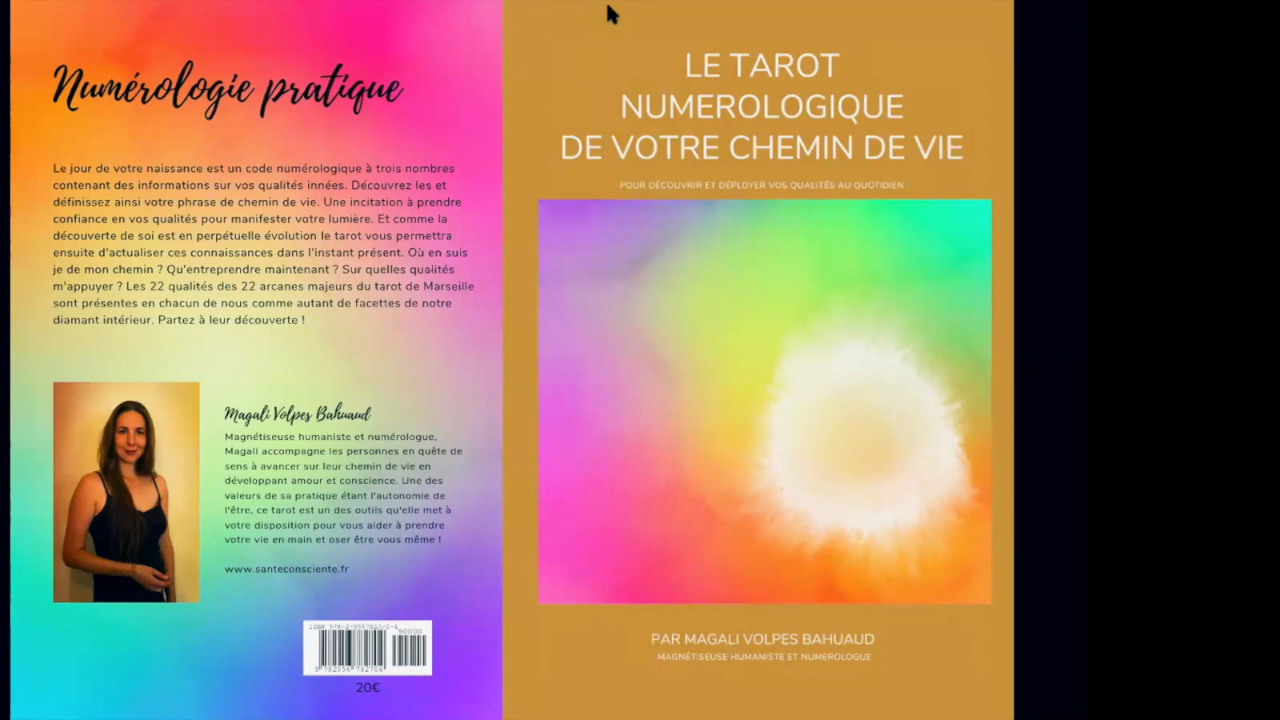 Numérologie pratique
Le jour de votre naissance est un code numérologique à trois nombres
contenant des informations sur vos qualités innées. Découvrez les et
définissez ainsi votre phrase de chemin de vie. Une incitation à prendre
confiance en vos qualités pour manifester votre lumière. Et comme la
découverte de soi est en perpétuelle évolution le tarot vous permettra
ensuite d'actualiser ces connaissances dans l'instant présent. Où en suis
je de mon chemin ? Qu'entreprendre maintenant ? Sur quelles qualités
m'appuyer ? Les 22 qualités des 22 arcanes majeurs du tarot de Marseille
sont présentes en chacun de nous comme autant de facettes de notre
diamant intérieur. Partez à leur découverte !
Magali Volpes Bahuaud
Magnétiseuse humaniste et numérologue,
Magali accompagne les personnes en quête de
sens à avancer sur leur chemin de vie en
développant amour et conscience. Une des
valeurs de sa pratique étant l'autonomie de
l'être, ce tarot est un des outils qu'elle met à
votre disposition pour vous aider à prendre
votre vie en main et oser être vous même !
www.santeconsciente.fr
ISBN
90000
20€
LE TAROT
NUMEROLOGIQUE
DE VOTRE CHEMIN DE VIE
POUR DÉCOUVRIR ET DÉPLOYER VOS QUALITÉS AU QUOTIDIEN
PAR MAGALI VOLPES BAHUAUD
MAGNÉTISEUSE HUMANISTE ET NUMEROLOGUE